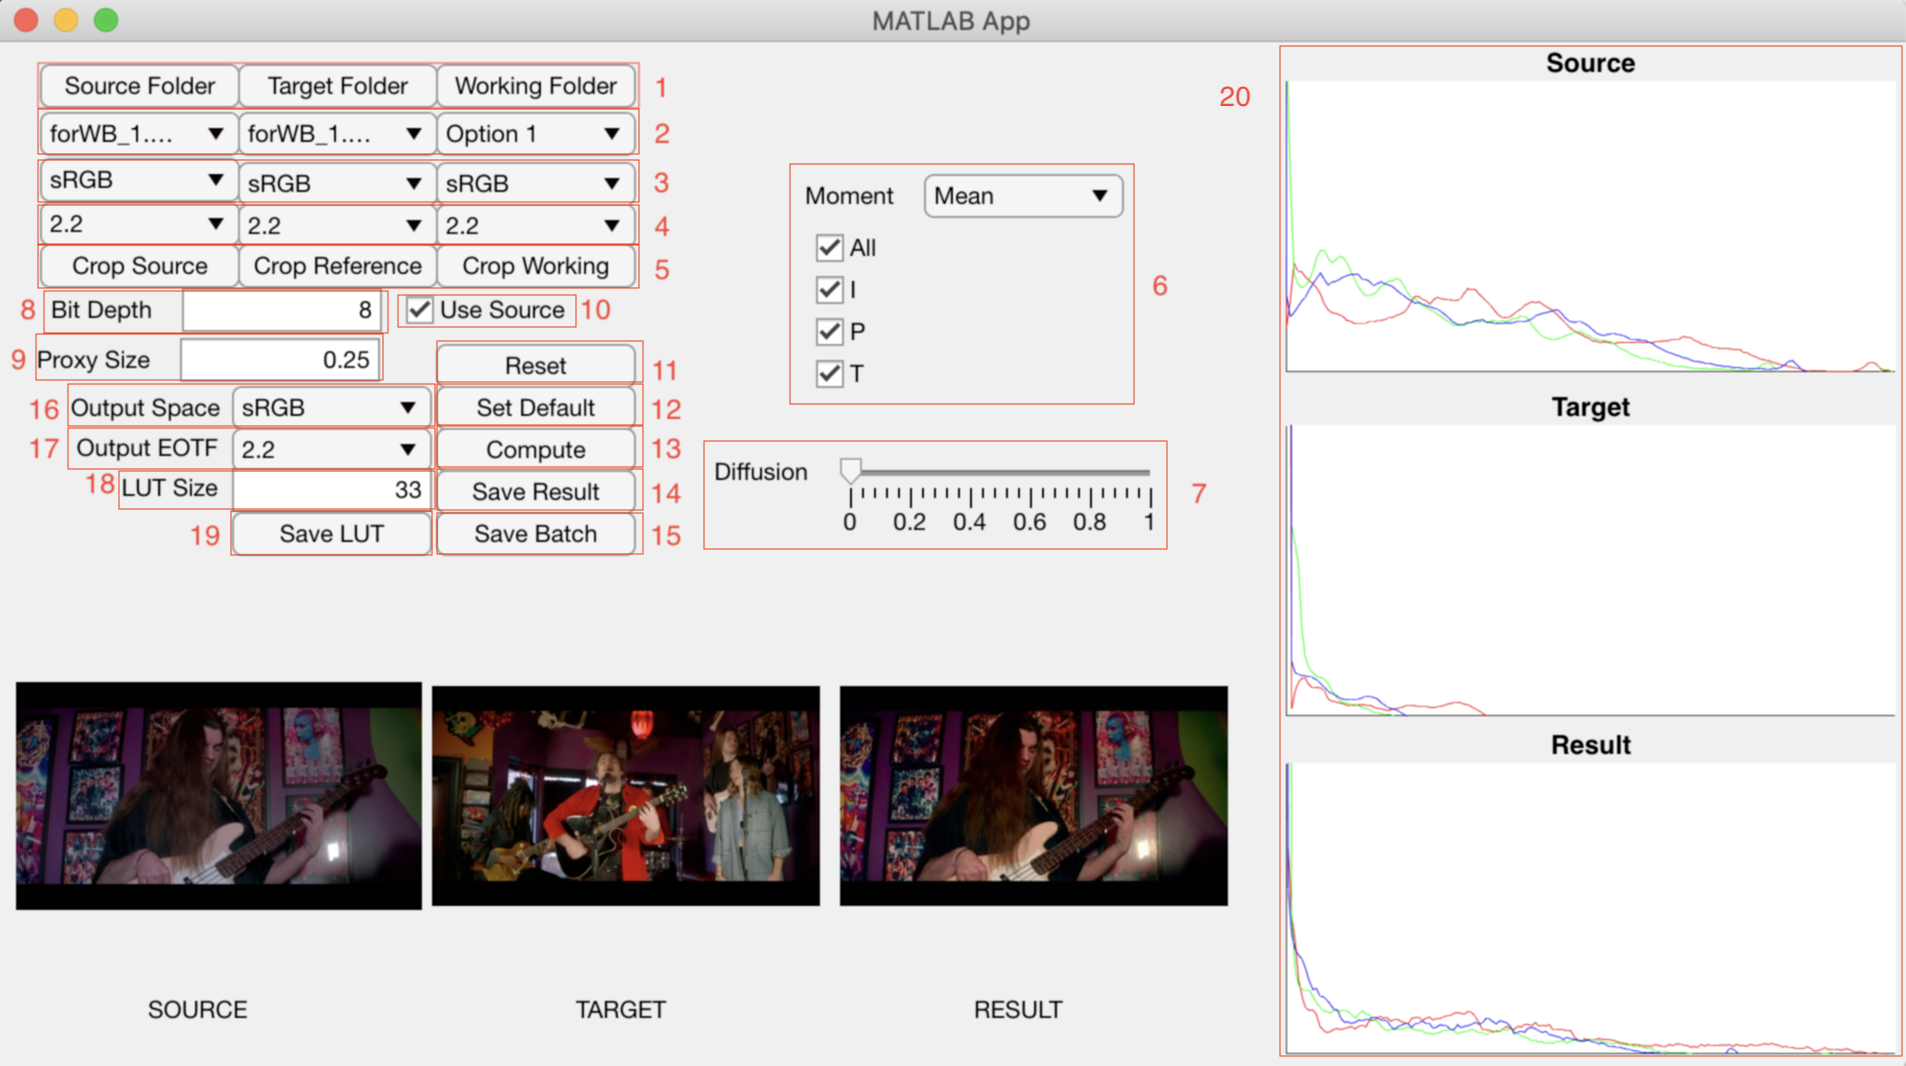 MATLAB App
Source Folder Target Folder Working Folder 1
forWB_1.... forWB_1.... Option 1 2
sRGB sRGB sRGB 3
2.2 2.2 2.2 4
Crop Source Crop Reference Crop Working 5
8 Bit Depth 8 Use Source 10
9 Proxy Size 0.25 Reset 11
16 Output Space sRGB Set Default 12
17 Output EOTF 2.2 Compute 13
18 LUT Size 33 Save Result 14
19 Save LUT Save Batch 15
Moment Mean
All
I
P
T
6
Diffusion
0 0.2 0.4 0.6 0.8 1
7
20
Source
Target
Result
SOURCE TARGET RESULT